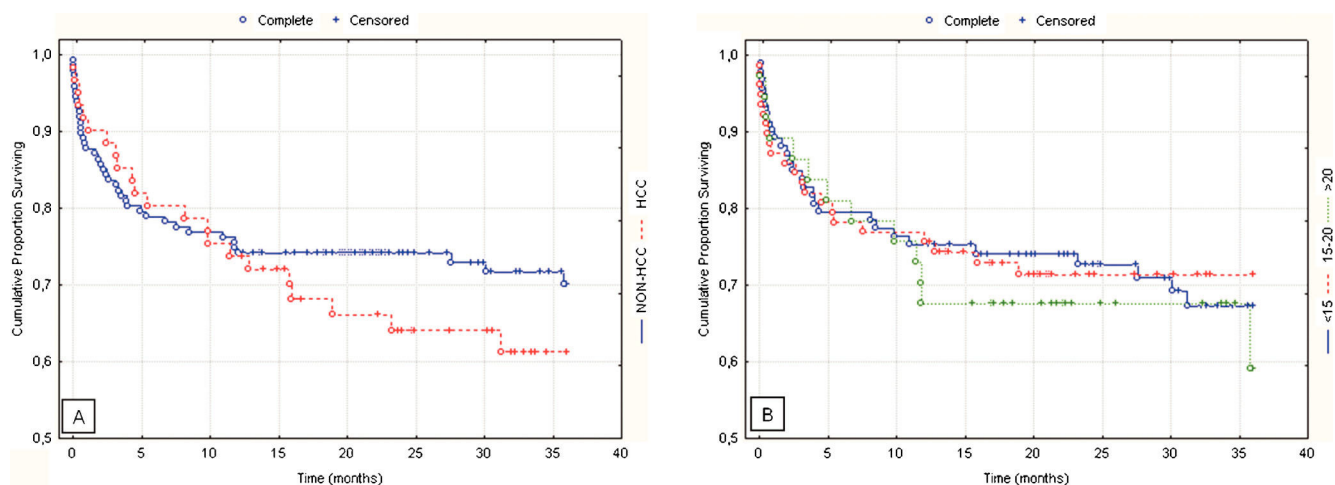 Complete Censored
1,0
0,9
0,8
0,7
0,6
0,5
Cumulative Proportion Surviving
A
0 5 10 15 20 25 30 35 40
Time (months)
NON-HCC HCC
Complete Censored
1,0
0,9
0,8
0,7
0,6
0,5
Cumulative Proportion Surviving
B
0 5 10 15 20 25 30 35 40
Time (months)
<15 15-20 >20